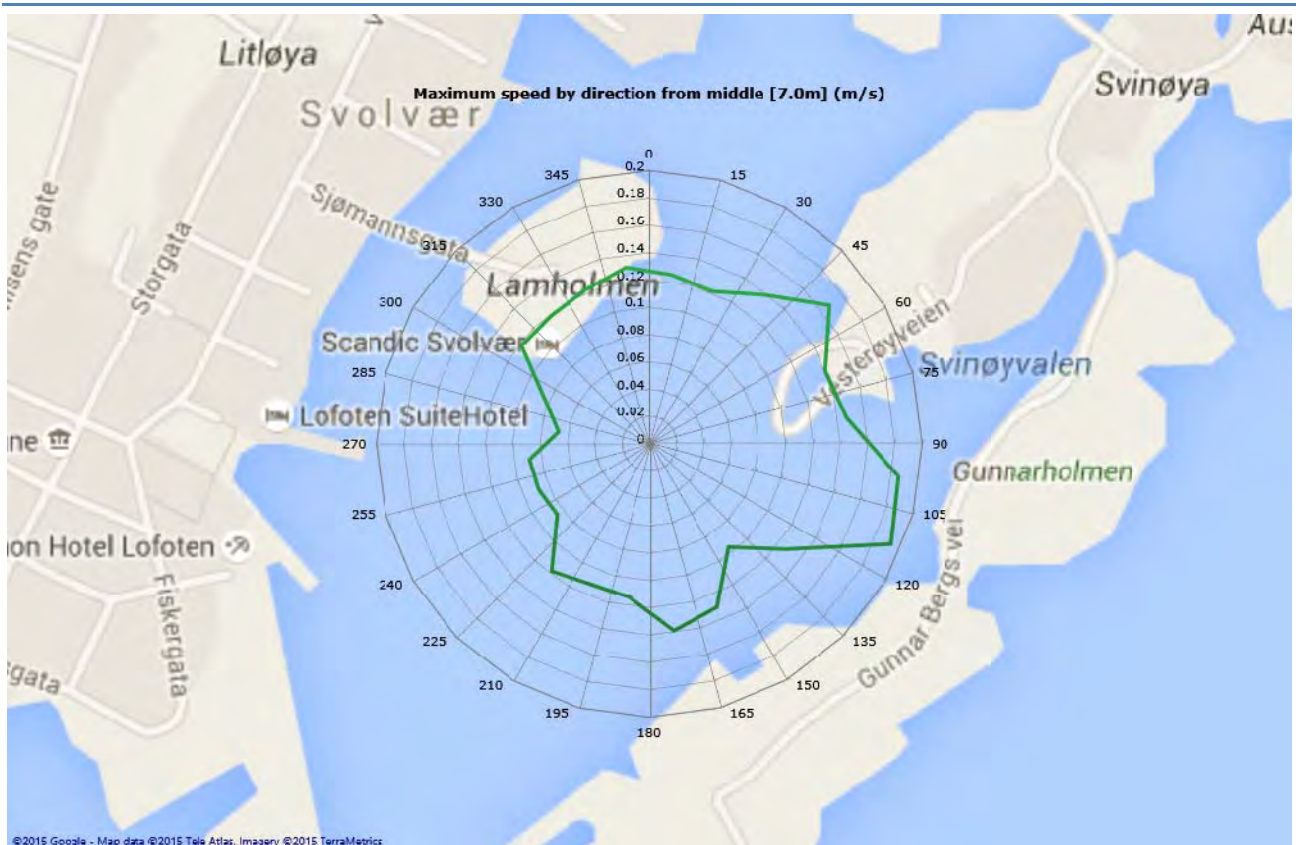 Litløya
Aus
Svinøya
Maximum speed by direction from middle [7.0m] (m/s)
Svolvær
0
0.2
345
15
0.18
330
30
0.16
Sjømannsgata
315
45
0.14
0.12
Lamholmen
sens gate
Storgata
300
60
0.1
0.08
Scandic Svolvær
Vesterøyveien
Svinøyvalen
285
75
0.06
0.04
Lofoten SuiteHotel
0.02
ne
270
0
90
Gunnarholmen
255
105
on Hotel Lofoten
240
120
Fiskergata
Gunnar Bergs vei
225
135
gata
210
150
195
165
180
©2015 Google - Map data ©2015 Tele Atlas, Imagery ©2015 TerraMetrics